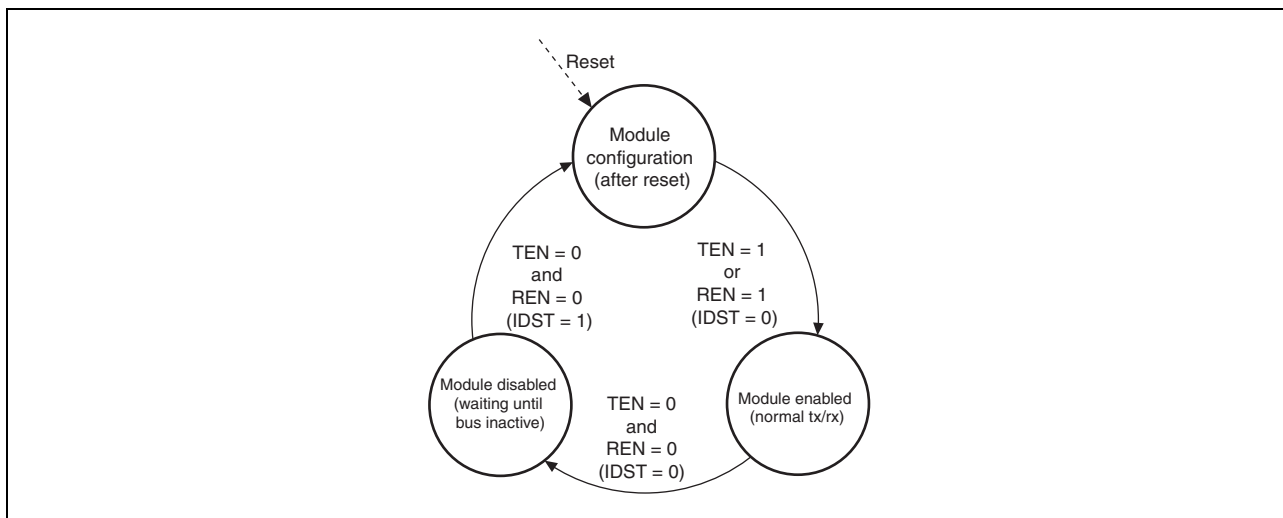 Reset
Module
configuration
(after reset)
TEN = 0
and
REN = 0
(IDST = 1)
TEN = 1
or
REN = 1
(IDST = 0)
Module disabled
(waiting until
bus inactive)
TEN = 0
and
REN = 0
(IDST = 0)
Module enabled
(normal tx/rx)